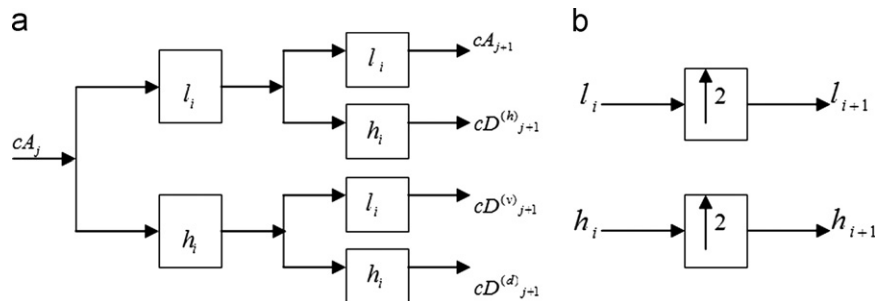 a
cA_j
l_i
h_i
l_i
h_i
l_i
h_i
cA_{j+1}
cD^{(h)}_{j+1}
cD^{(v)}_{j+1}
cD^{(d)}_{j+1}
b
l_i
2
l_{i+1}
h_i
2
h_{i+1}